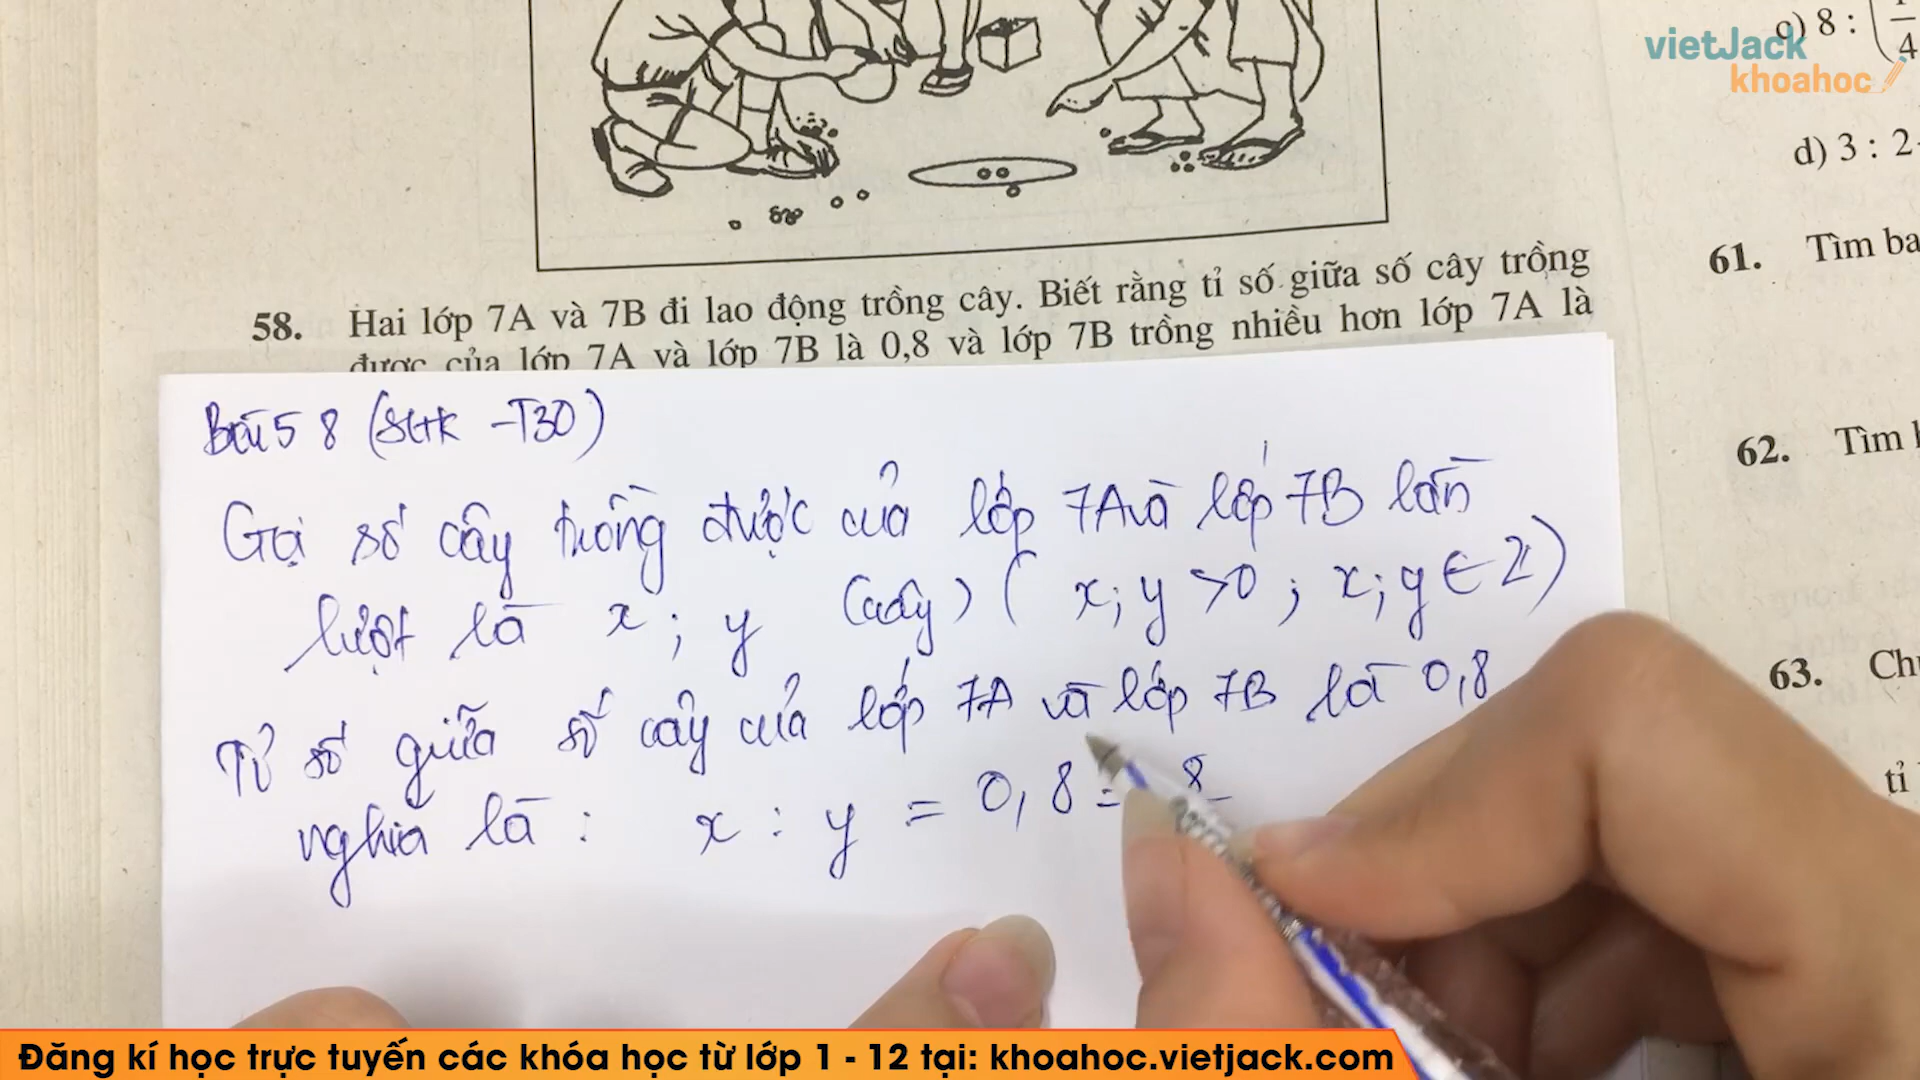 vietJack
khoahoc
c) 8 :
4
d) 3 : 2
58. Hai lớp 7A và 7B đi lao động trồng cây. Biết rằng tỉ số giữa số cây trồng
được của lớp 7A và lớp 7B là 0,8 và lớp 7B trồng nhiều hơn lớp 7A là
61. Tìm ba
62. Tìm
63. Ch
tỉ
Bài 58 (SGK - T30)
Gọi số cây trồng được của lớp 7A và lớp 7B lần
lượt là x; y (cây) ( x; y > 0 ; x; y ∈ Z )
Tỉ số giữa số cây của lớp 7A và lớp 7B là 0,8
nghĩa là : x : y = 0,8 = 8
Đăng kí học trực tuyến các khóa học từ lớp 1 - 12 tại: khoahoc.vietjack.com